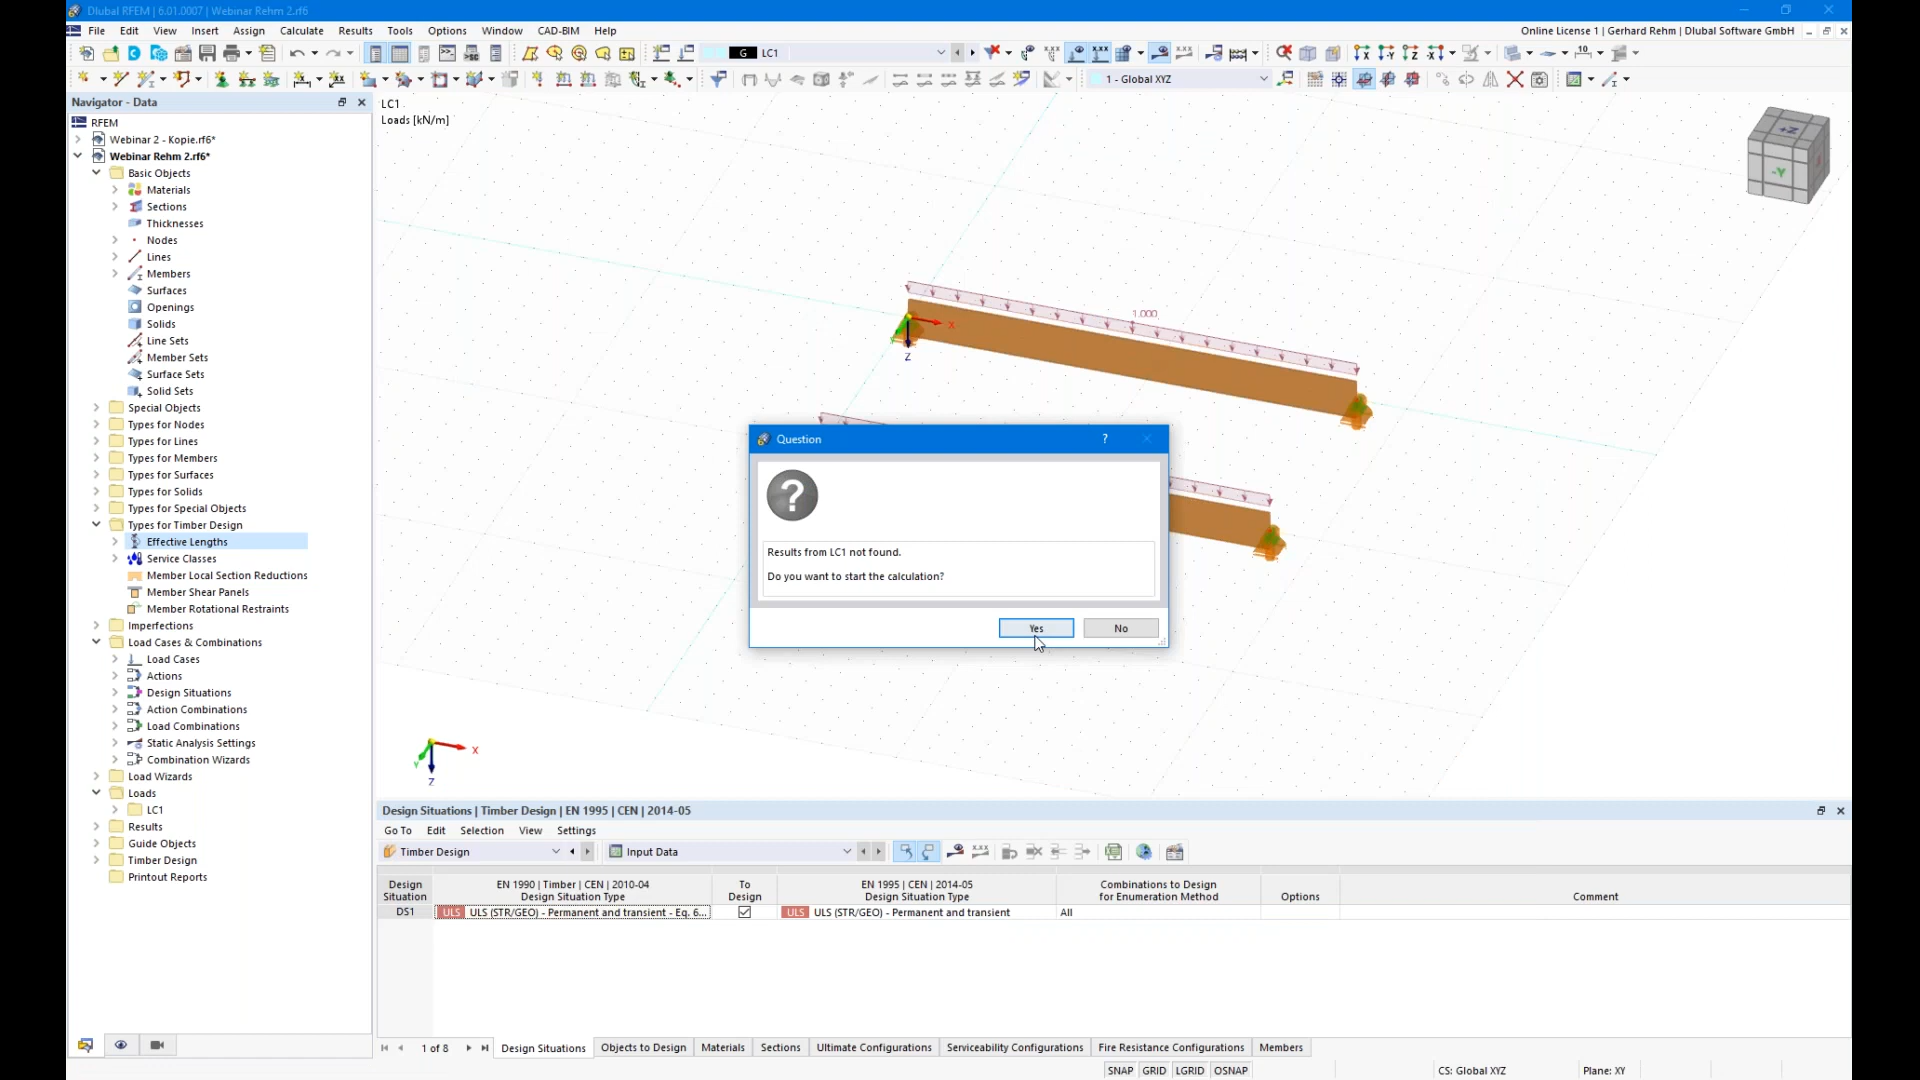 Dlubal RFEM | 6.01.0007 | Webinar Rehm 2.rf6*
File Edit View Insert Assign Calculate Results Tools Options Window CAD-BIM Help
Online License 1 | Gerhard Rehm | Dlubal Software GmbH
G LC1
1 - Global XYZ
Navigator - Data
RFEM
Webinar 2 - Kopie.rf6*
Webinar Rehm 2.rf6*
Basic Objects
Materials
Sections
Thicknesses
Nodes
Lines
Members
Surfaces
Openings
Solids
Line Sets
Member Sets
Surface Sets
Solid Sets
Special Objects
Types for Nodes
Types for Lines
Types for Members
Types for Surfaces
Types for Solids
Types for Special Objects
Types for Timber Design
Effective Lengths
Service Classes
Member Local Section Reductions
Member Shear Panels
Member Rotational Restraints
Imperfections
Load Cases & Combinations
Load Cases
Actions
Design Situations
Action Combinations
Load Combinations
Static Analysis Settings
Combination Wizards
Load Wizards
Loads
LC1
Results
Guide Objects
Timber Design
Printout Reports
LC1
Loads [kN/m]
+Z
-Y
1.000
X
Z
X
Y
Z
Question
?
Results from LC1 not found.
Do you want to start the calculation?
Yes No
Design Situations | Timber Design | EN 1995 | CEN | 2014-05
Go To Edit Selection View Settings
Timber Design
Input Data
Design Situation
EN 1990 | Timber | CEN | 2010-04 Design Situation Type
To Design
EN 1995 | CEN | 2014-05 Design Situation Type
Combinations to Design for Enumeration Method
Options
Comment
DS1 ULS ULS (STR/GEO) - Permanent and transient - Eq. 6... ULS ULS (STR/GEO) - Permanent and transient All
1 of 8
Design Situations Objects to Design Materials Sections Ultimate Configurations Serviceability Configurations Fire Resistance Configurations Members
SNAP GRID LGRID OSNAP
CS: Global XYZ
Plane: XY